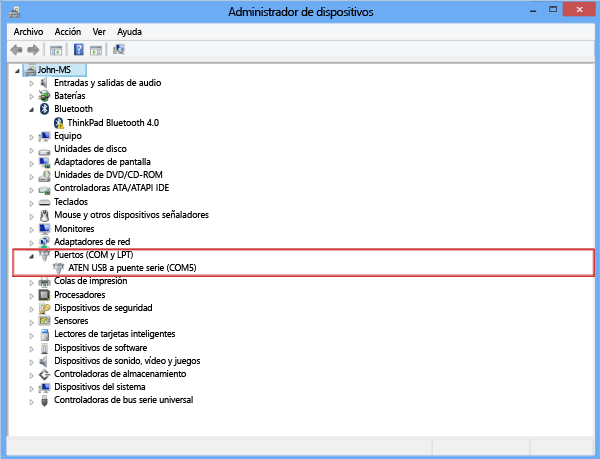 Administrador de dispositivos
Archivo Acción Ver Ayuda
John-MS
Entradas y salidas de audio
Baterías
Bluetooth
ThinkPad Bluetooth 4.0
Equipo
Unidades de disco
Adaptadores de pantalla
Unidades de DVD/CD-ROM
Controladoras ATA/ATAPI IDE
Teclados
Mouse y otros dispositivos señaladores
Monitores
Adaptadores de red
Puertos (COM y LPT)
ATEN USB a puente serie (COM5)
Colas de impresión
Procesadores
Dispositivos de seguridad
Sensores
Lectores de tarjetas inteligentes
Dispositivos de software
Dispositivos de sonido, vídeo y juegos
Controladoras de almacenamiento
Dispositivos del sistema
Controladoras de bus serie universal